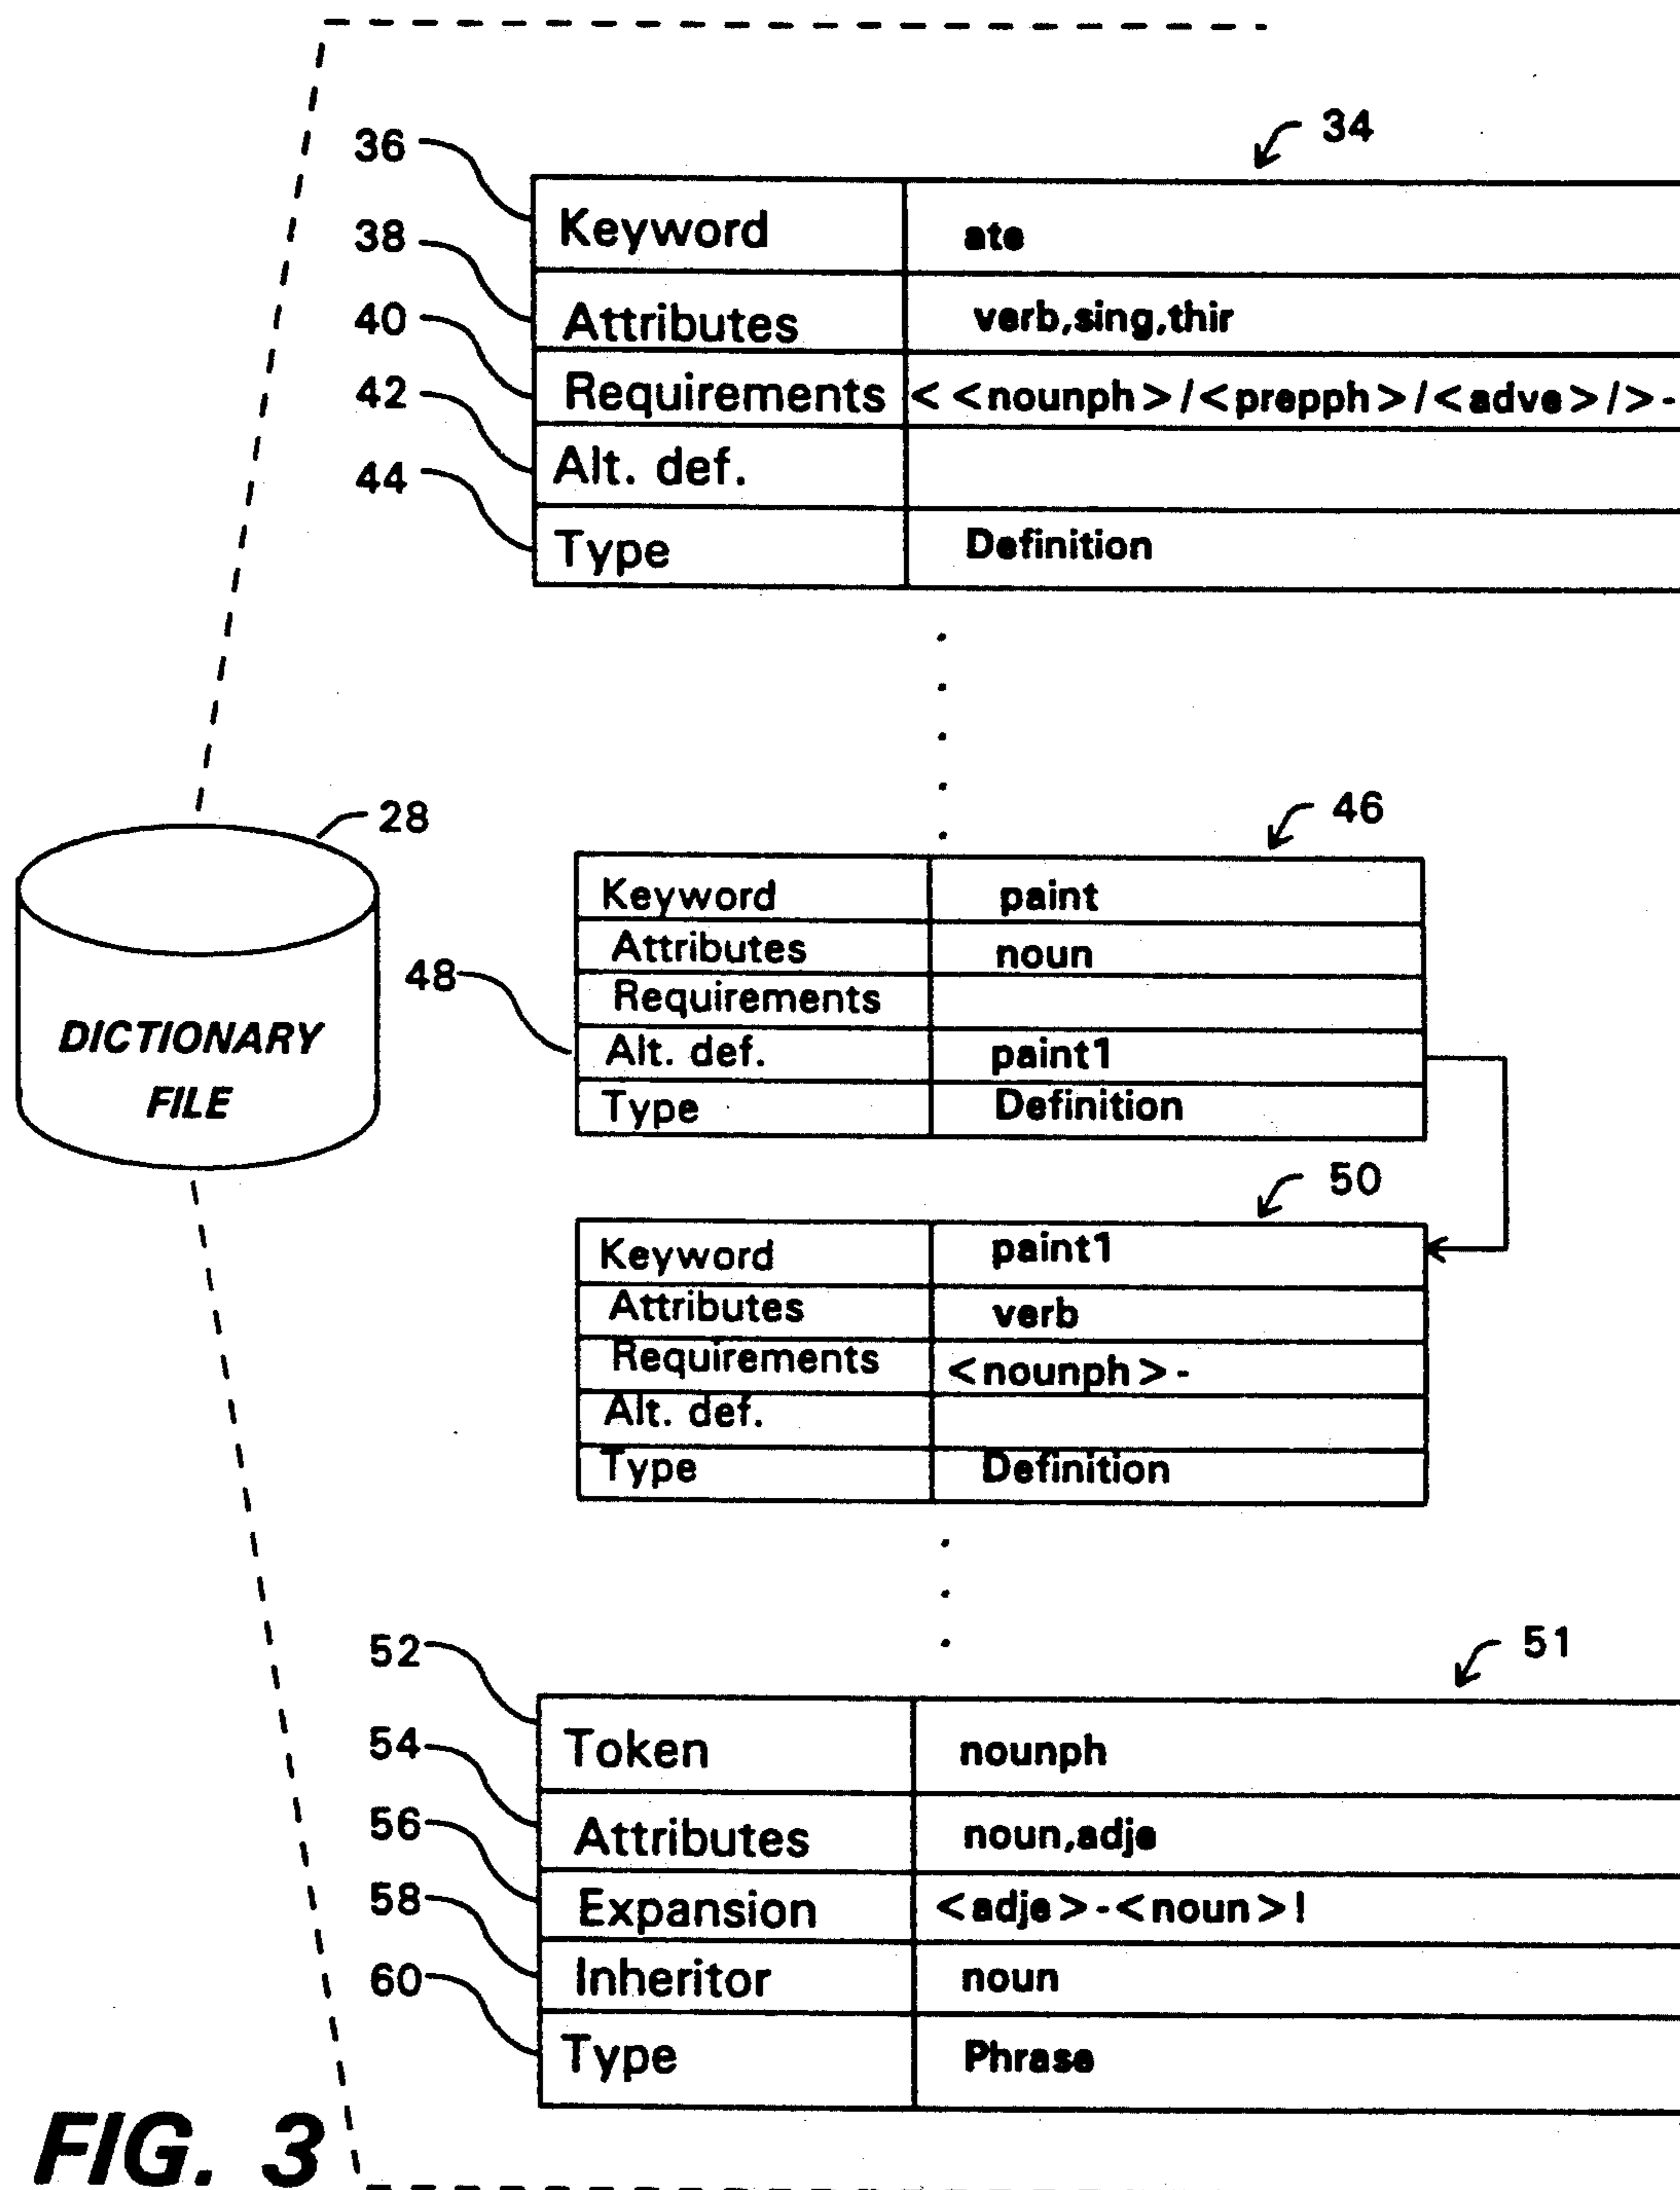 34
36
Keyword ate
38
Attributes verb,sing,thir
40
Requirements < <nounph>/<prepph>/<adve>/>-
42
Alt. def.
44
Type Definition
28
DICTIONARY
FILE
46
Keyword paint
Attributes noun
Requirements
48
Alt. def. paint1
Type Definition
50
Keyword paint1
Attributes verb
Requirements <nounph>-
Alt. def.
Type Definition
51
52
Token nounph
54
Attributes noun,adje
56
Expansion <adje>-<noun>!
58
Inheritor noun
60
Type Phrase
FIG. 3